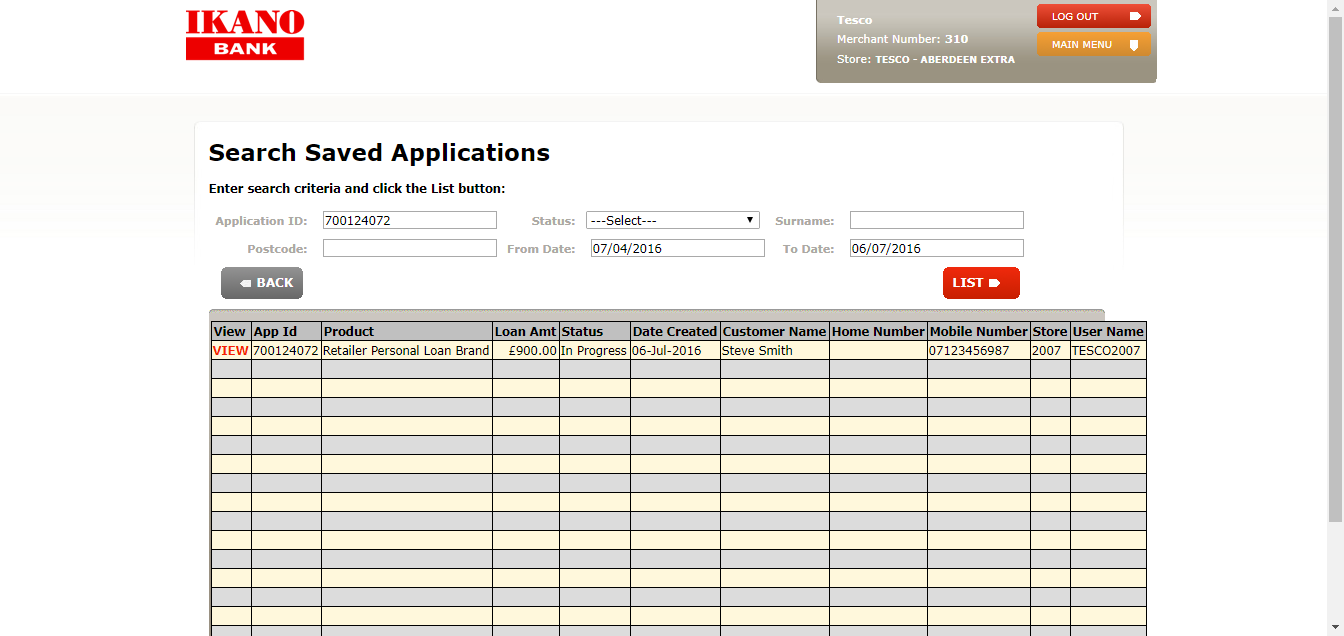 IKANO
BANK
Tesco
Merchant Number: 310
Store: TESCO - ABERDEEN EXTRA
LOG OUT
MAIN MENU
Search Saved Applications
Enter search criteria and click the List button:
Application ID: 700124072 Status: ---Select--- Surname:
Postcode: From Date: 07/04/2016 To Date: 06/07/2016
BACK LIST
View App Id Product Loan Amt Status Date Created Customer Name Home Number Mobile Number Store User Name
VIEW 700124072 Retailer Personal Loan Brand £900.00 In Progress 06-Jul-2016 Steve Smith 07123456987 2007 TESCO2007